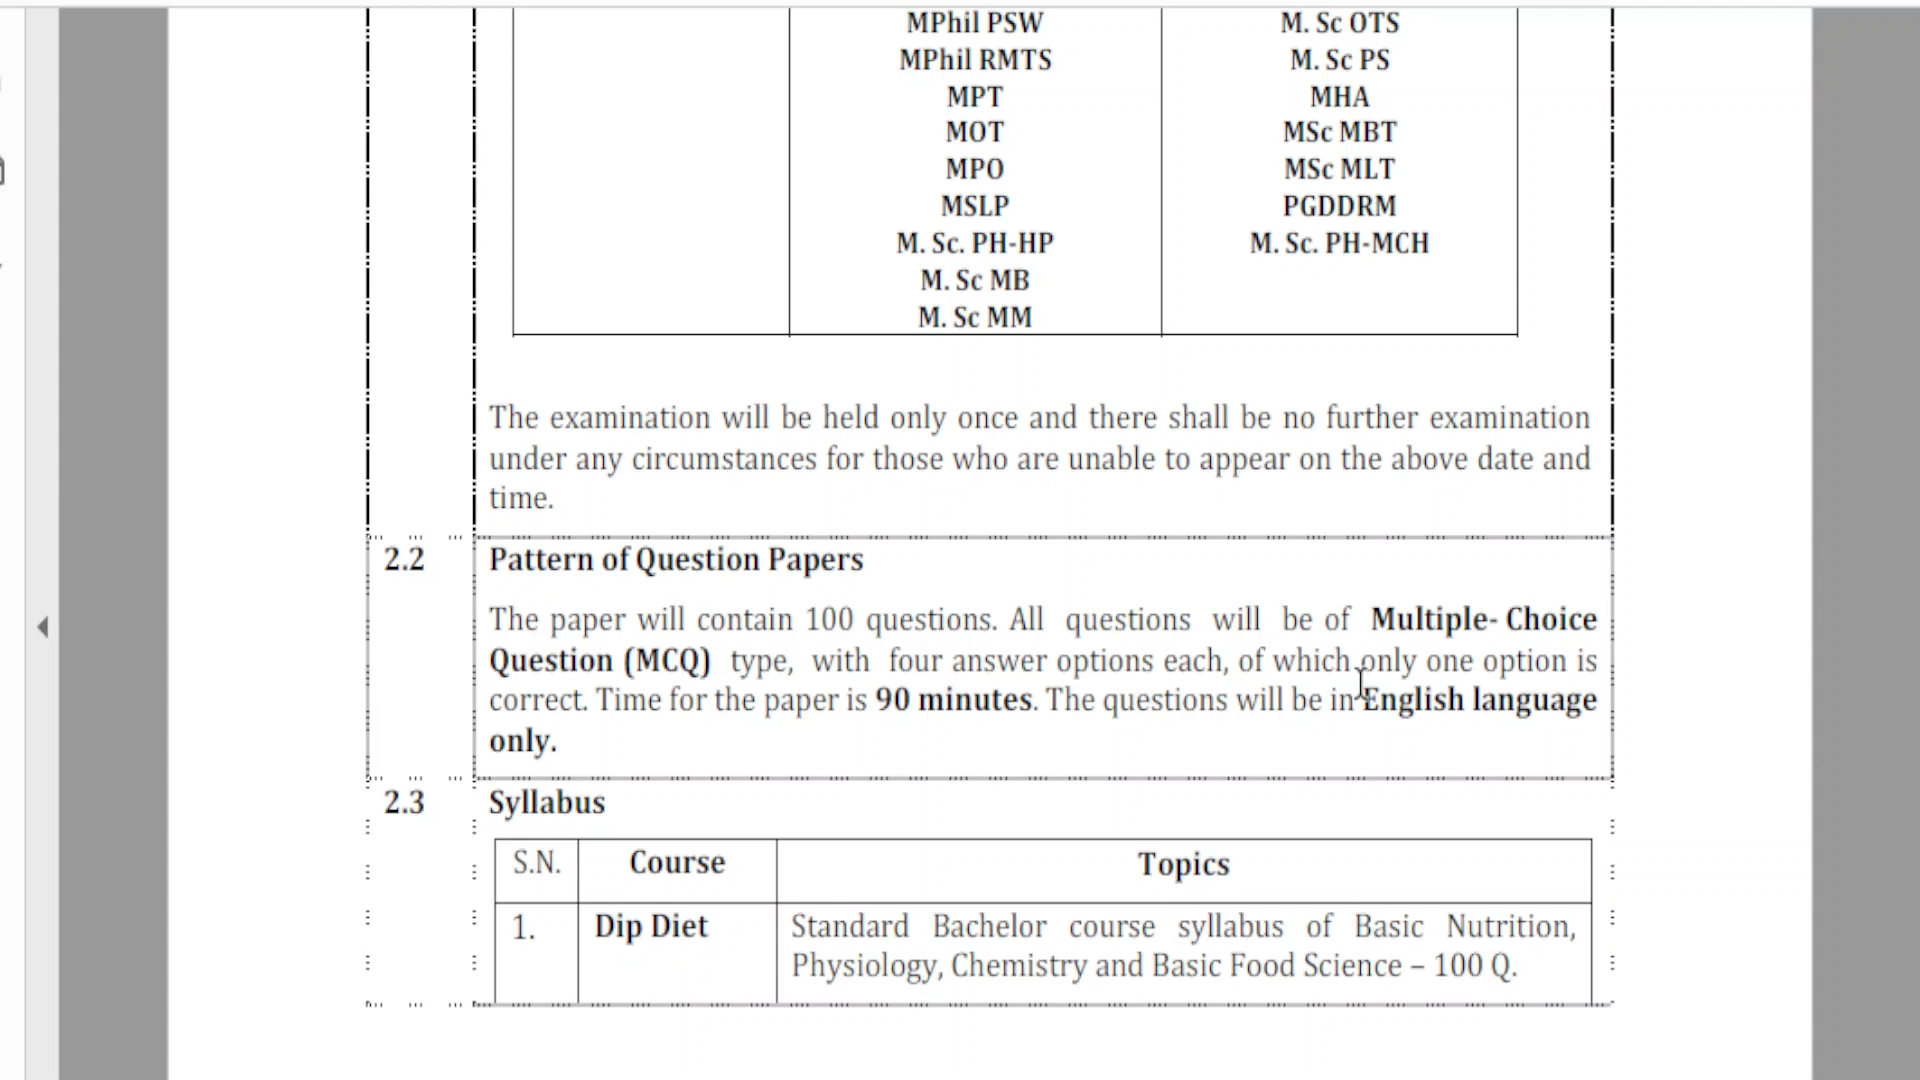 MPhil PSW
MPhil RMTS
MPT
MOT
MPO
MSLP
M. Sc. PH-HP
M. Sc MB
M. Sc MM
M. Sc OTS
M. Sc PS
MHA
MSc MBT
MSc MLT
PGDDRM
M. Sc. PH-MCH
The examination will be held only once and there shall be no further examination
under any circumstances for those who are unable to appear on the above date and
time.
2.2 Pattern of Question Papers
The paper will contain 100 questions. All questions will be of Multiple- Choice
Question (MCQ) type, with four answer options each, of which only one option is
correct. Time for the paper is 90 minutes. The questions will be in English language
only.
2.3 Syllabus
S.N. Course Topics
1. Dip Diet Standard Bachelor course syllabus of Basic Nutrition,
Physiology, Chemistry and Basic Food Science – 100 Q.